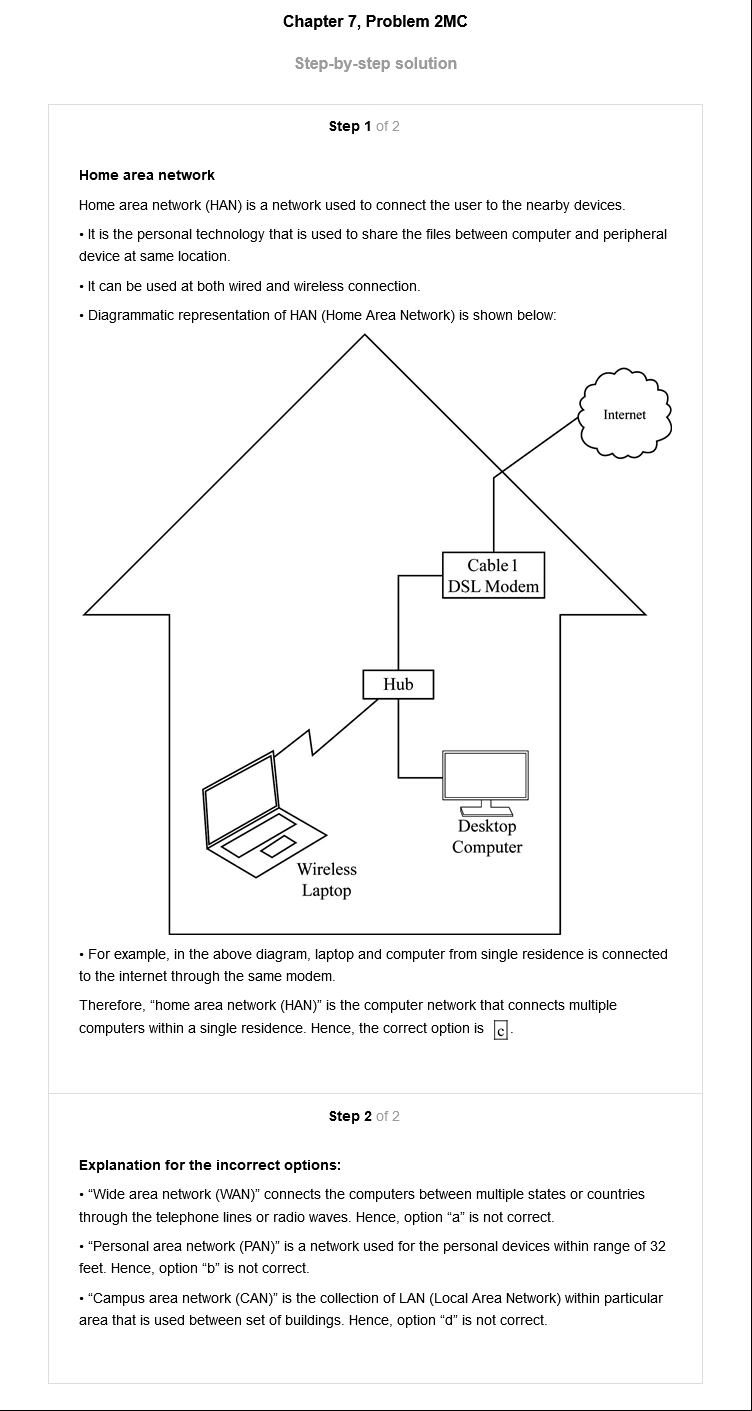 Chapter 7, Problem 2MC
Step-by-step solution
Step 1 of 2
Home area network
Home area network (HAN) is a network used to connect the user to the nearby devices.
• It is the personal technology that is used to share the files between computer and peripheral
device at same location.
• It can be used at both wired and wireless connection.
• Diagrammatic representation of HAN (Home Area Network) is shown below:
Internet
Cable l
DSL Modem
Hub
Desktop
Computer
Wireless
Laptop
• For example, in the above diagram, laptop and computer from single residence is connected
to the internet through the same modem.
Therefore, “home area network (HAN)” is the computer network that connects multiple
computers within a single residence. Hence, the correct option is c.
Step 2 of 2
Explanation for the incorrect options:
• “Wide area network (WAN)” connects the computers between multiple states or countries
through the telephone lines or radio waves. Hence, option “a” is not correct.
• “Personal area network (PAN)” is a network used for the personal devices within range of 32
feet. Hence, option “b” is not correct.
• “Campus area network (CAN)” is the collection of LAN (Local Area Network) within particular
area that is used between set of buildings. Hence, option “d” is not correct.